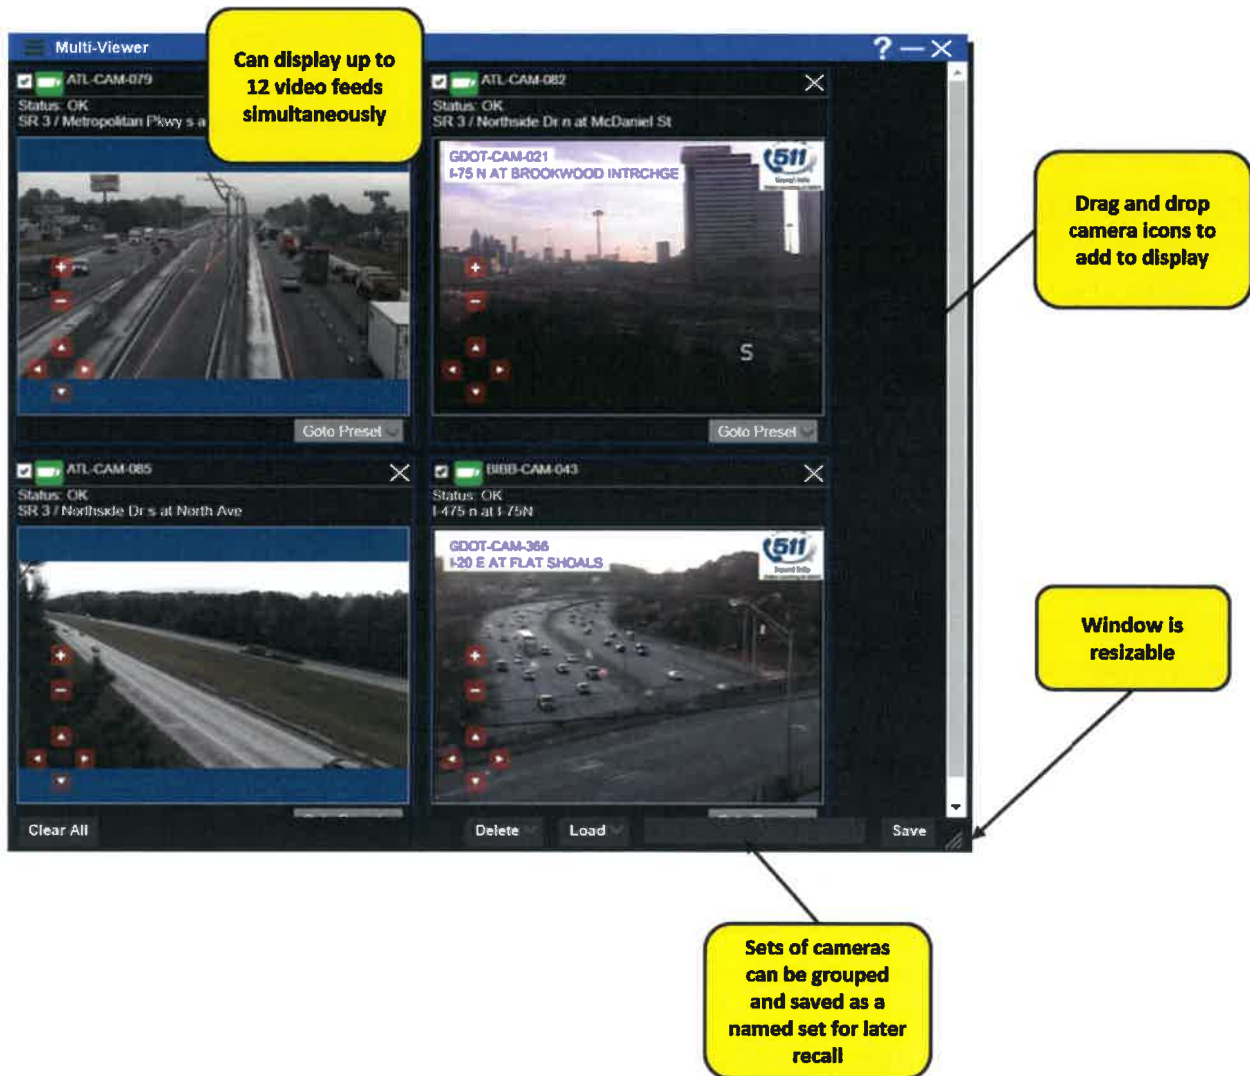 Multi-Viewer
? — X
Can display up to
12 video feeds
simultaneously
ATL-CAM-079
Status: OK
SR 3 / Metropolitan Pkwy s a
ATL-CAM-082
Status: OK
SR 3 / Northside Dr n at McDaniel St
GDOT-CAM-021
I-75 N AT BROOKWOOD INTRCHGE
511
S
Goto Preset
Goto Preset
Drag and drop
camera icons to
add to display
ATL-CAM-085
Status: OK
SR 3 / Northside Dr s at North Ave
BIBB-CAM-043
Status: OK
I-475 n at I-75N
GDOT-CAM-366
I-20 E AT FLAT SHOALS
511
Window is
resizable
Clear All
Delete
Load
Save
Sets of cameras
can be grouped
and saved as a
named set for later
recall